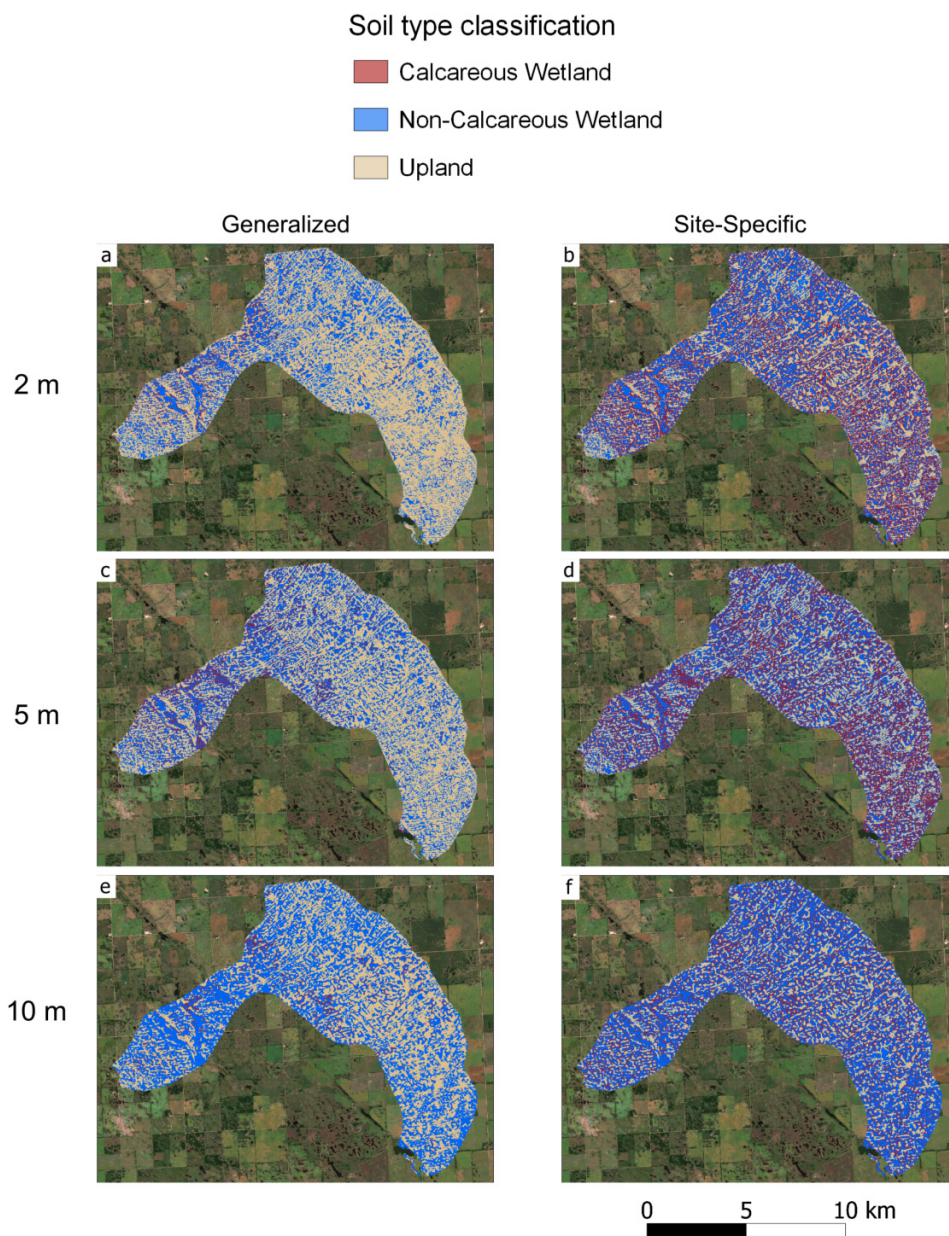 Soil type classification
Calcareous Wetland
Non-Calcareous Wetland
Upland
Generalized
Site-Specific
a
b
2 m
c
d
5 m
e
f
10 m
0 5 10 km